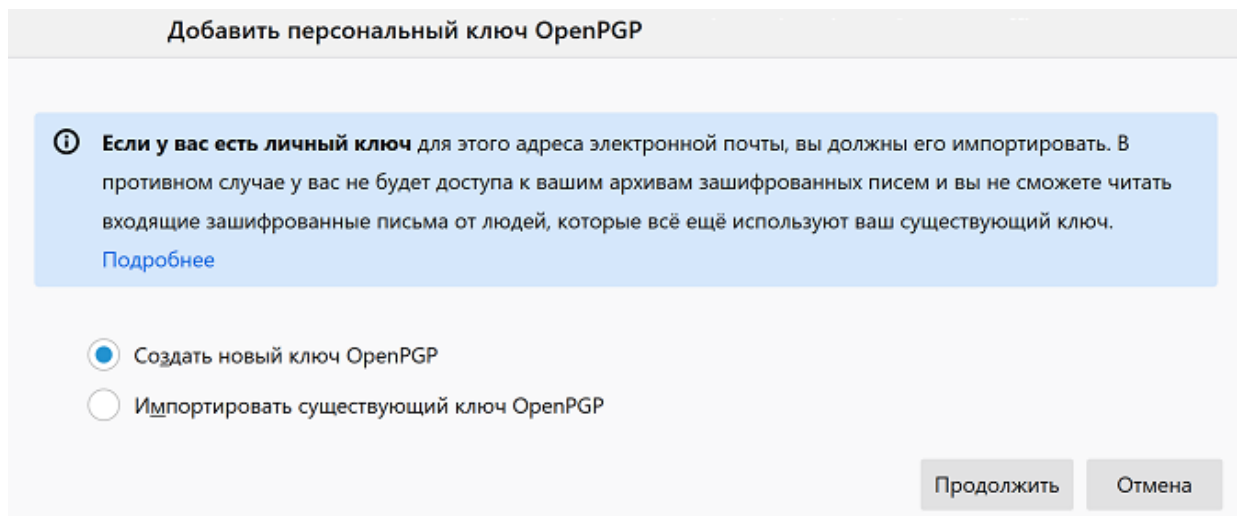 Добавить персональный ключ OpenPGP
Если у вас есть личный ключ для этого адреса электронной почты, вы должны его импортировать. В
противном случае у вас не будет доступа к вашим архивам зашифрованных писем и вы не сможете читать
входящие зашифрованные письма от людей, которые всё ещё используют ваш существующий ключ.
Подробнее
Создать новый ключ OpenPGP
Импортировать существующий ключ OpenPGP
Продолжить Отмена